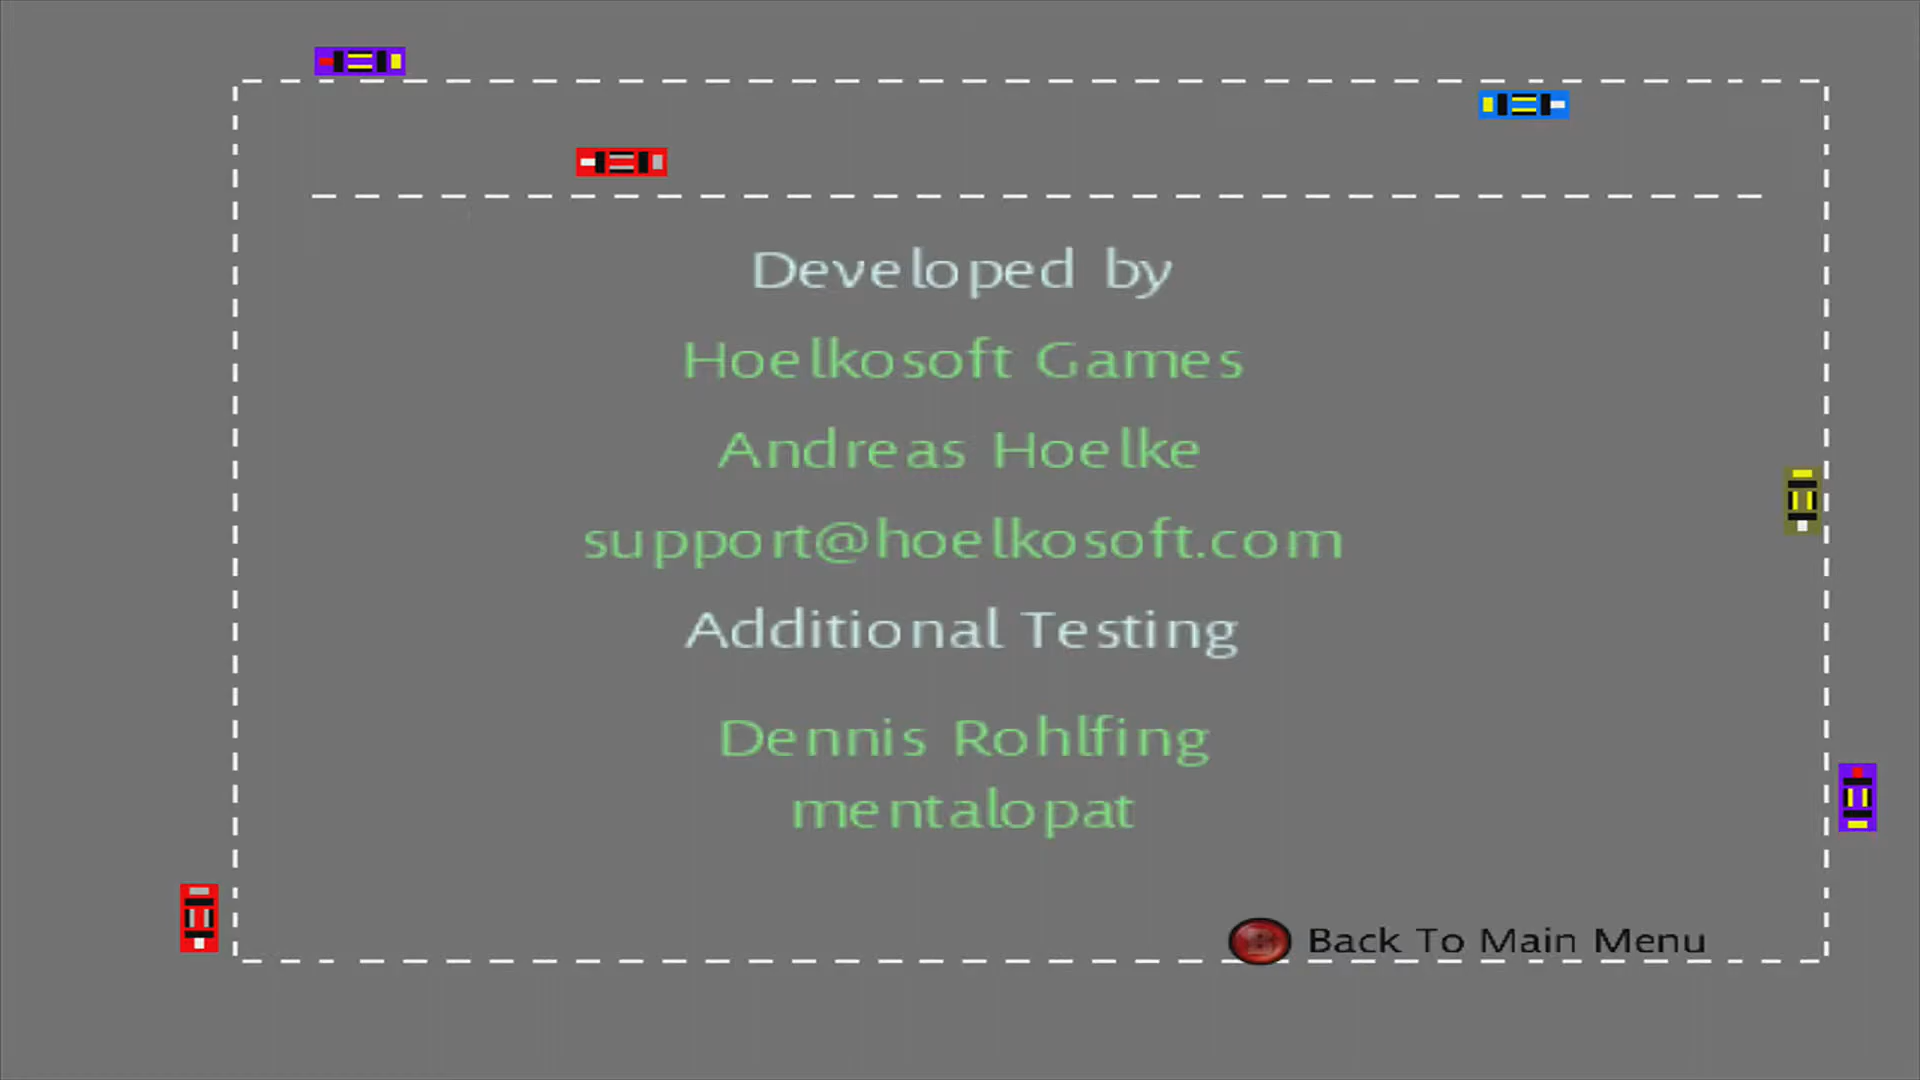 Developed by
Hoelkosoft Games
Andreas Hoelke
support@hoelkosoft.com
Additional Testing
Dennis Rohlfing
mentalopat
B Back To Main Menu